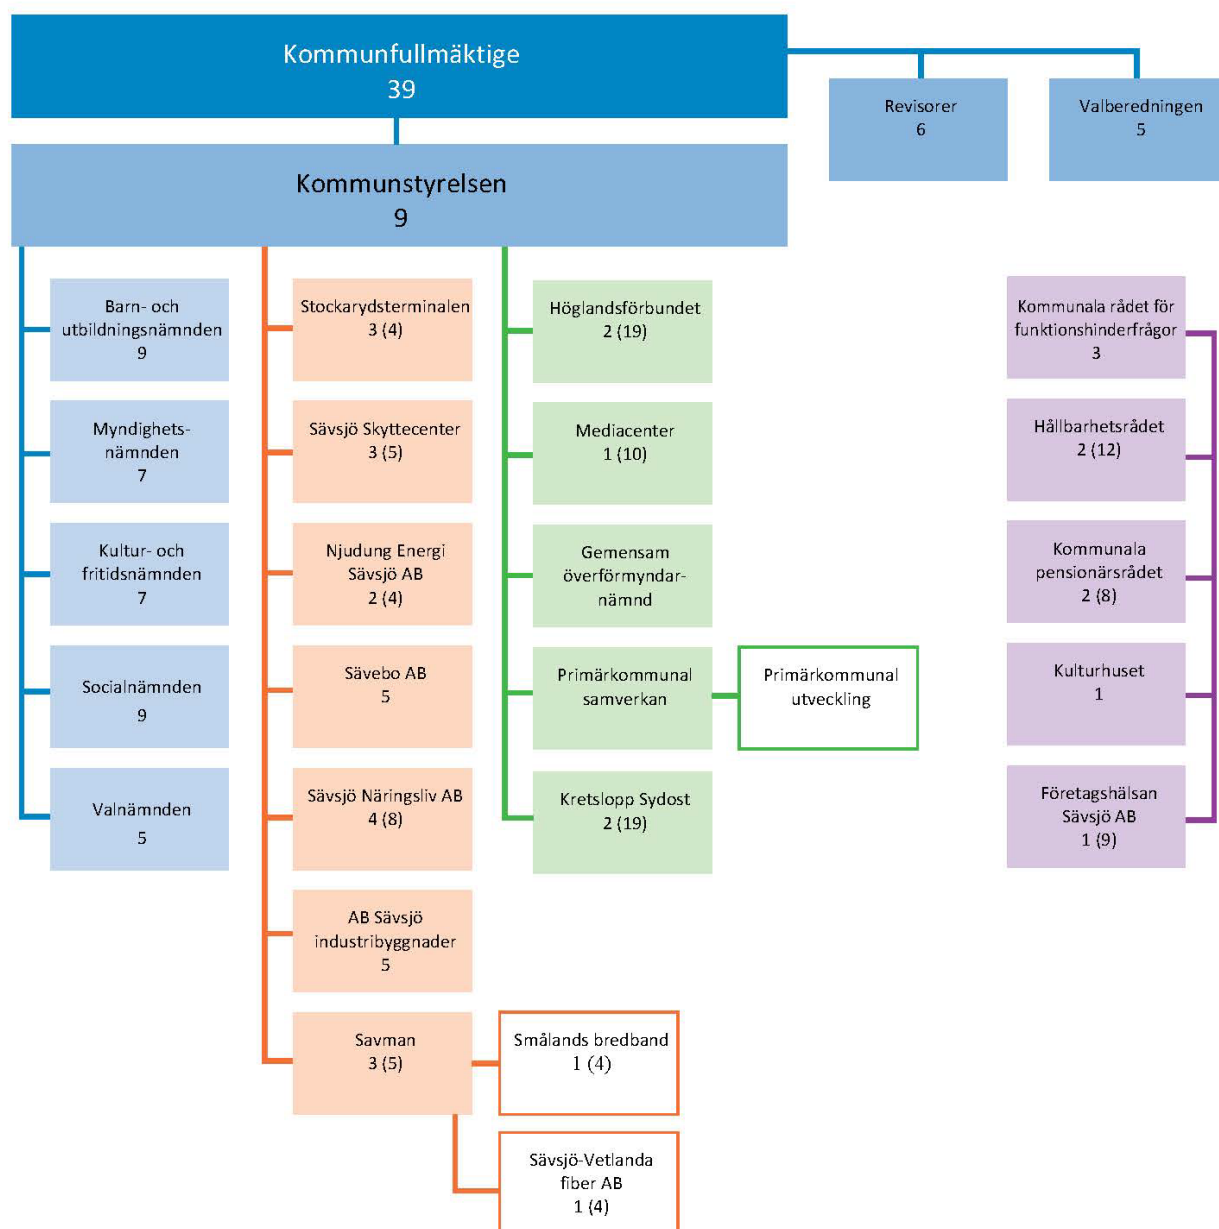 Kommunfullmäktige
39
Revisorer
6
Valberedningen
5
Kommunstyrelsen
9
Barn- och
utbildningsnämnden
9
Myndighets-
nämnden
7
Kultur- och
fritidsnämnden
7
Socialnämnden
9
Valnämnden
5
Stockarydsterminalen
3 (4)
Sävsjö Skyttecenter
3 (5)
Njudung Energi
Sävsjö AB
2 (4)
Sävebo AB
5
Sävsjö Näringsliv AB
4 (8)
AB Sävsjö
industribyggnader
5
Savman
3 (5)
Smålands bredband
1 (4)
Sävsjö-Vetlanda
fiber AB
1 (4)
Höglandsförbundet
2 (19)
Mediacenter
1 (10)
Gemensam
överförmyndar-
nämnd
Primärkommunal
samverkan
Primärkommunal
utveckling
Kretslopp Sydost
2 (19)
Kommunala rådet för
funktionshinderfrågor
3
Hållbarhetsrådet
2 (12)
Kommunala
pensionärsrådet
2 (8)
Kulturhuset
1
Företagshälsan
Sävsjö AB
1 (9)